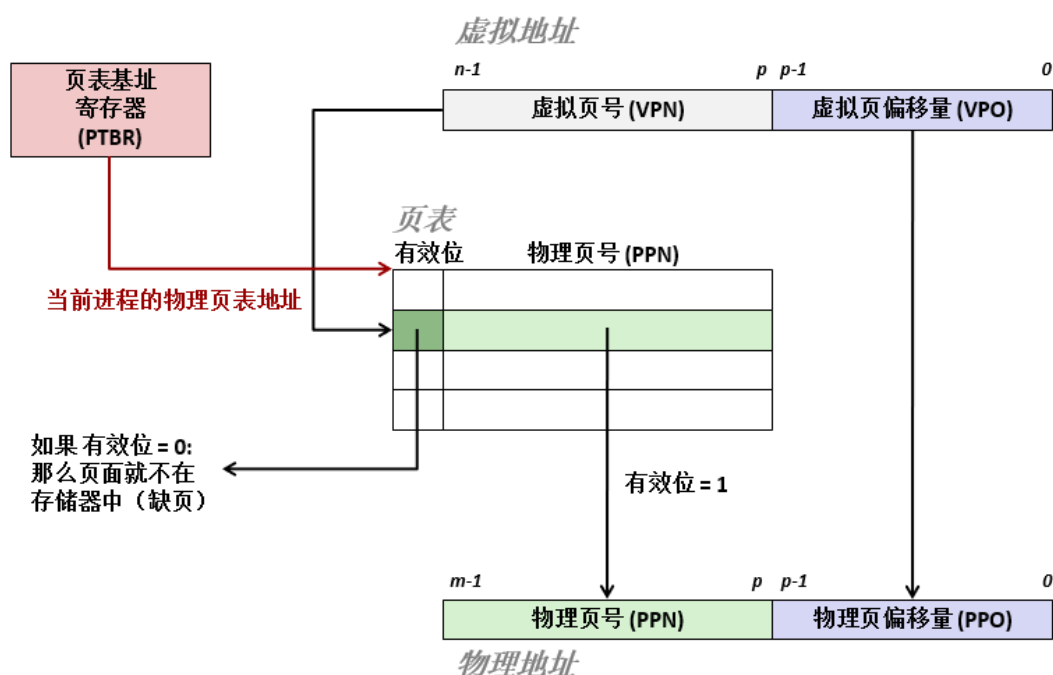 虚拟地址
n-1 p p-1 0
页表基址
寄存器
(PTBR)
虚拟页号 (VPN) 虚拟页偏移量 (VPO)
页表
有效位 物理页号 (PPN)
当前进程的物理页表地址
如果 有效位 = 0:
那么页面就不在
存储器中（缺页）
有效位 = 1
m-1 p p-1 0
物理页号 (PPN) 物理页偏移量 (PPO)
物理地址